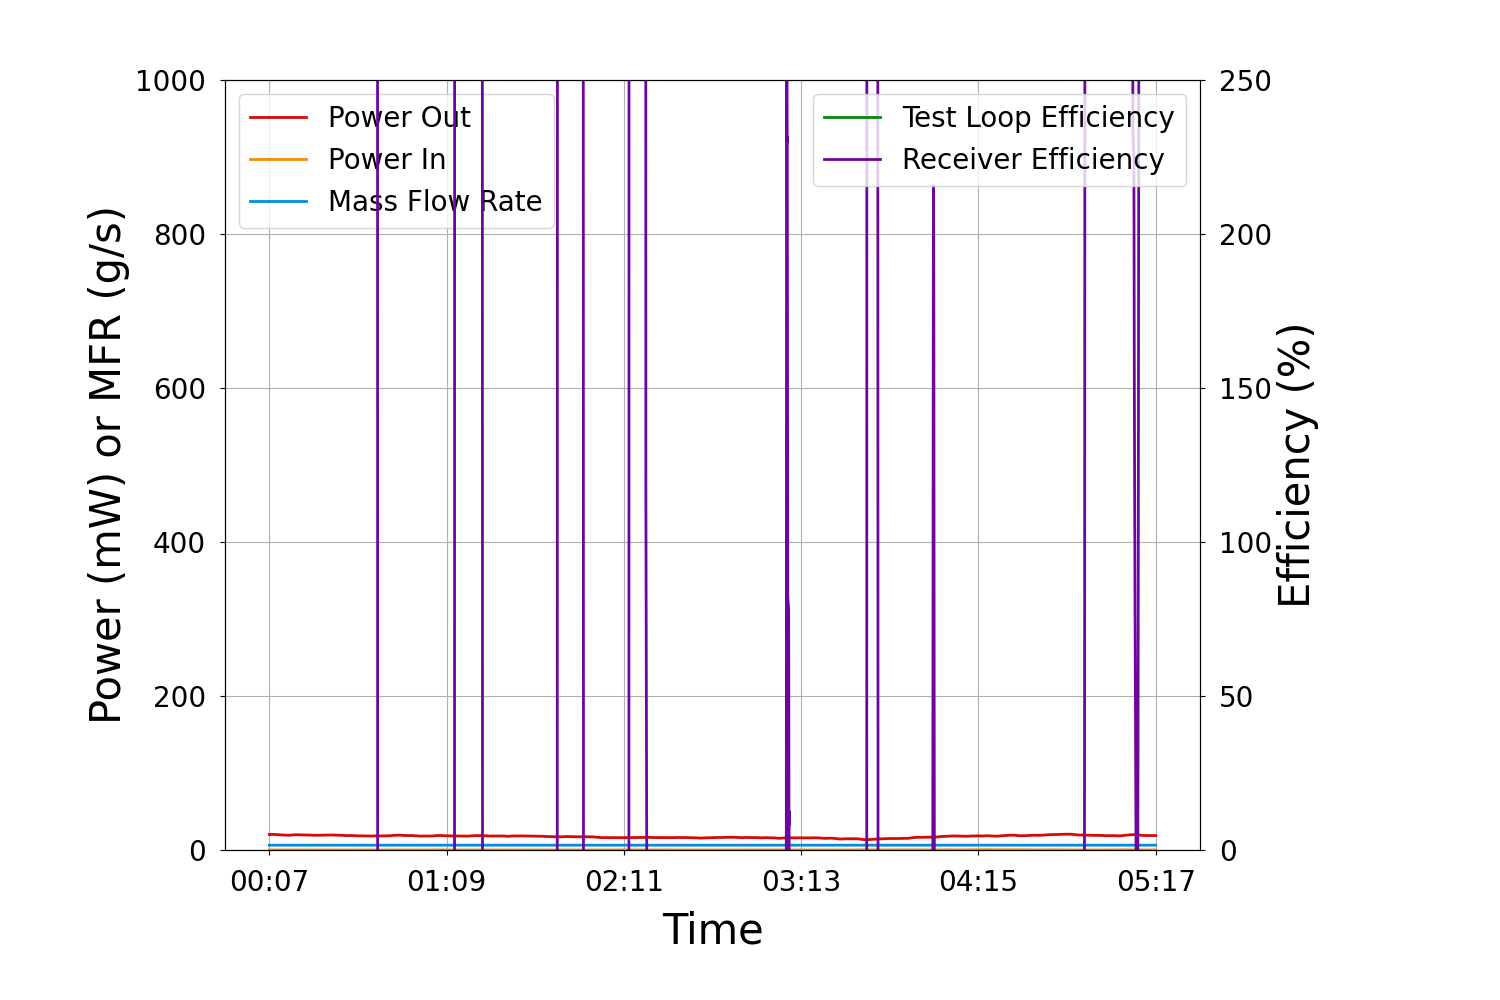 1000
800
600
400
200
0
Power (mW) or MFR (g/s)
Power Out
Power In
Mass Flow Rate
Test Loop Efficiency
Receiver Efficiency
250
200
150
100
50
0
Efficiency (%)
00:07 01:09 02:11 03:13 04:15 05:17
Time